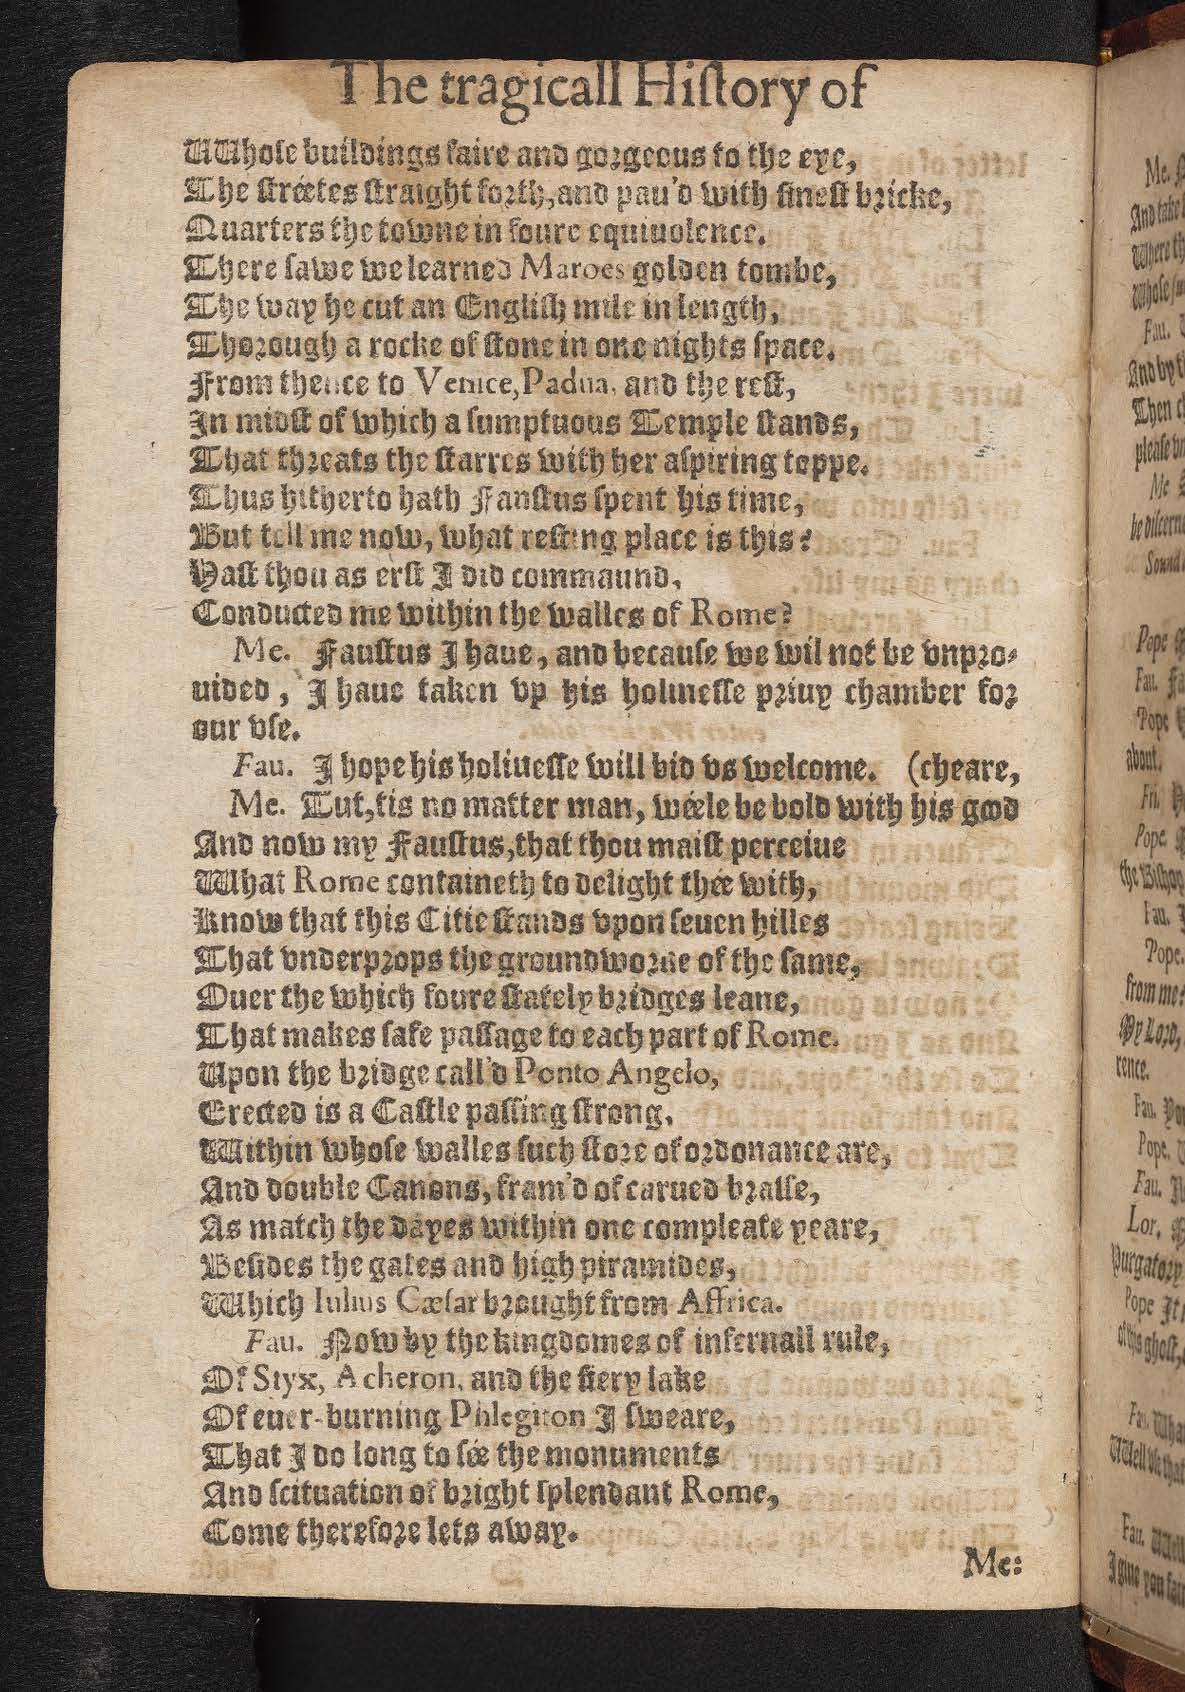 The tragicall Hiſtory of
VVhoſe buildings faire and gorgeous to the eye,
The ſtréetes ſtraight forth, and pau'd with fineſt bricke,
Quarters the towne in foure equiuolence.
There ſawe we learned Maroes golden tombe,
The way he cut an Engliſh mile in length,
Thorough a rocke of ſtone in one nights ſpace.
From thence to Venice, Padua, and the reſt,
In midſt of which a ſumptuous Temple ſtands,
That threats the ſtarres with her aſpiring toppe.
Thus hitherto hath Fauſtus ſpent his time,
But tell me now, what reſting place is this?
Haſt thou as erſt I did commaund,
Conducted me within the walles of Rome?
Me. Fauſtus I haue, and becauſe we wil not be vnpro-
uided, I haue taken vp his holineſſe priuy chamber for
our vſe.
Fau. I hope his holineſſe will bid vs welcome. (cheare,
Me. Tut, tis no matter man, wéele be bold with his good
And now my Fauſtus, that thou maiſt perceiue
What Rome containeth to delight thée with,
Know that this Citie ſtands vpon ſeuen hilles
That vnderprops the groundworke of the ſame,
Ouer the which foure ſtately bridges leane,
That makes ſafe paſſage to each part of Rome.
Upon the bridge call'd Ponto Angelo,
Erected is a Caſtle paſſing ſtrong,
Within whoſe walles ſuch ſtore of ordonance are,
And double Canons, fram'd of carued braſſe,
As match the dayes within one compleate yeare,
Beſides the gates and high piramides,
Which Iulius Cæſar brought from Affrica.
Fau. Now by the kingdomes of infernall rule,
Of Styx, Acheron, and the fiery lake
Of euer-burning Phlegiton I ſweare,
That I do long to ſée the monuments
And ſcituation of bright ſplendant Rome,
Come therefore lets away.
Me: